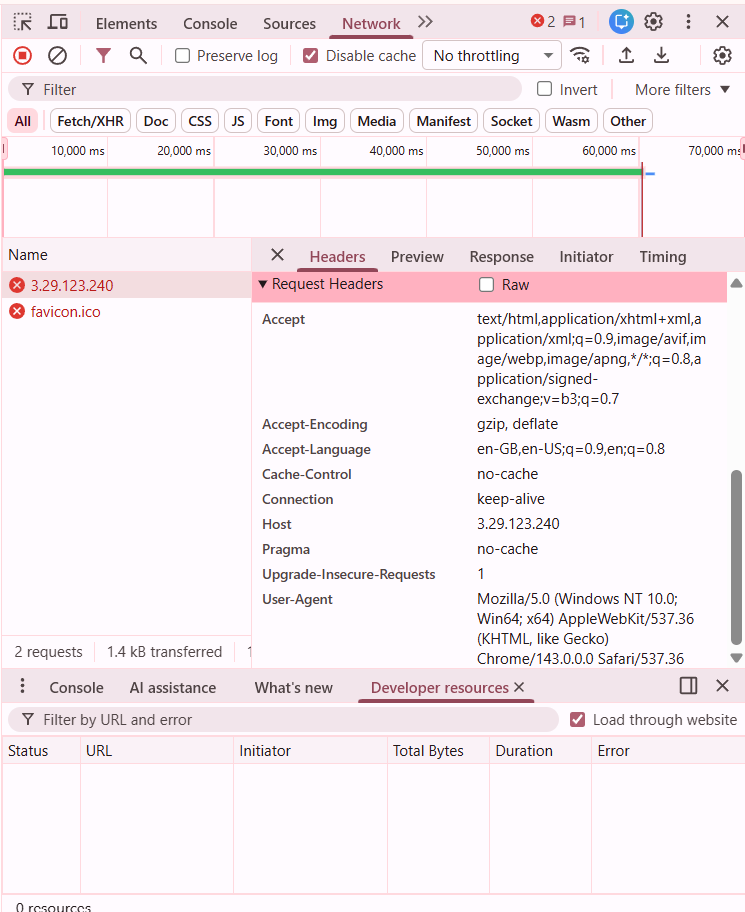 Elements Console Sources Network 2 1
Preserve log Disable cache No throttling
Filter Invert More filters
All Fetch/XHR Doc CSS JS Font Img Media Manifest Socket Wasm Other
10,000 ms 20,000 ms 30,000 ms 40,000 ms 50,000 ms 60,000 ms 70,000 ms
Name
Headers Preview Response Initiator Timing
3.29.123.240
favicon.ico
Request Headers Raw
Accept text/html,application/xhtml+xml,a
pplication/xml;q=0.9,image/avif,im
age/webp,image/apng,*/*;q=0.8,a
pplication/signed-
exchange;v=b3;q=0.7
Accept-Encoding gzip, deflate
Accept-Language en-GB,en-US;q=0.9,en;q=0.8
Cache-Control no-cache
Connection keep-alive
Host 3.29.123.240
Pragma no-cache
Upgrade-Insecure-Requests 1
User-Agent Mozilla/5.0 (Windows NT 10.0;
Win64; x64) AppleWebKit/537.36
(KHTML, like Gecko)
Chrome/143.0.0.0 Safari/537.36
2 requests 1.4 kB transferred
Console AI assistance What's new Developer resources
Filter by URL and error Load through website
Status URL Initiator Total Bytes Duration Error
0 resources